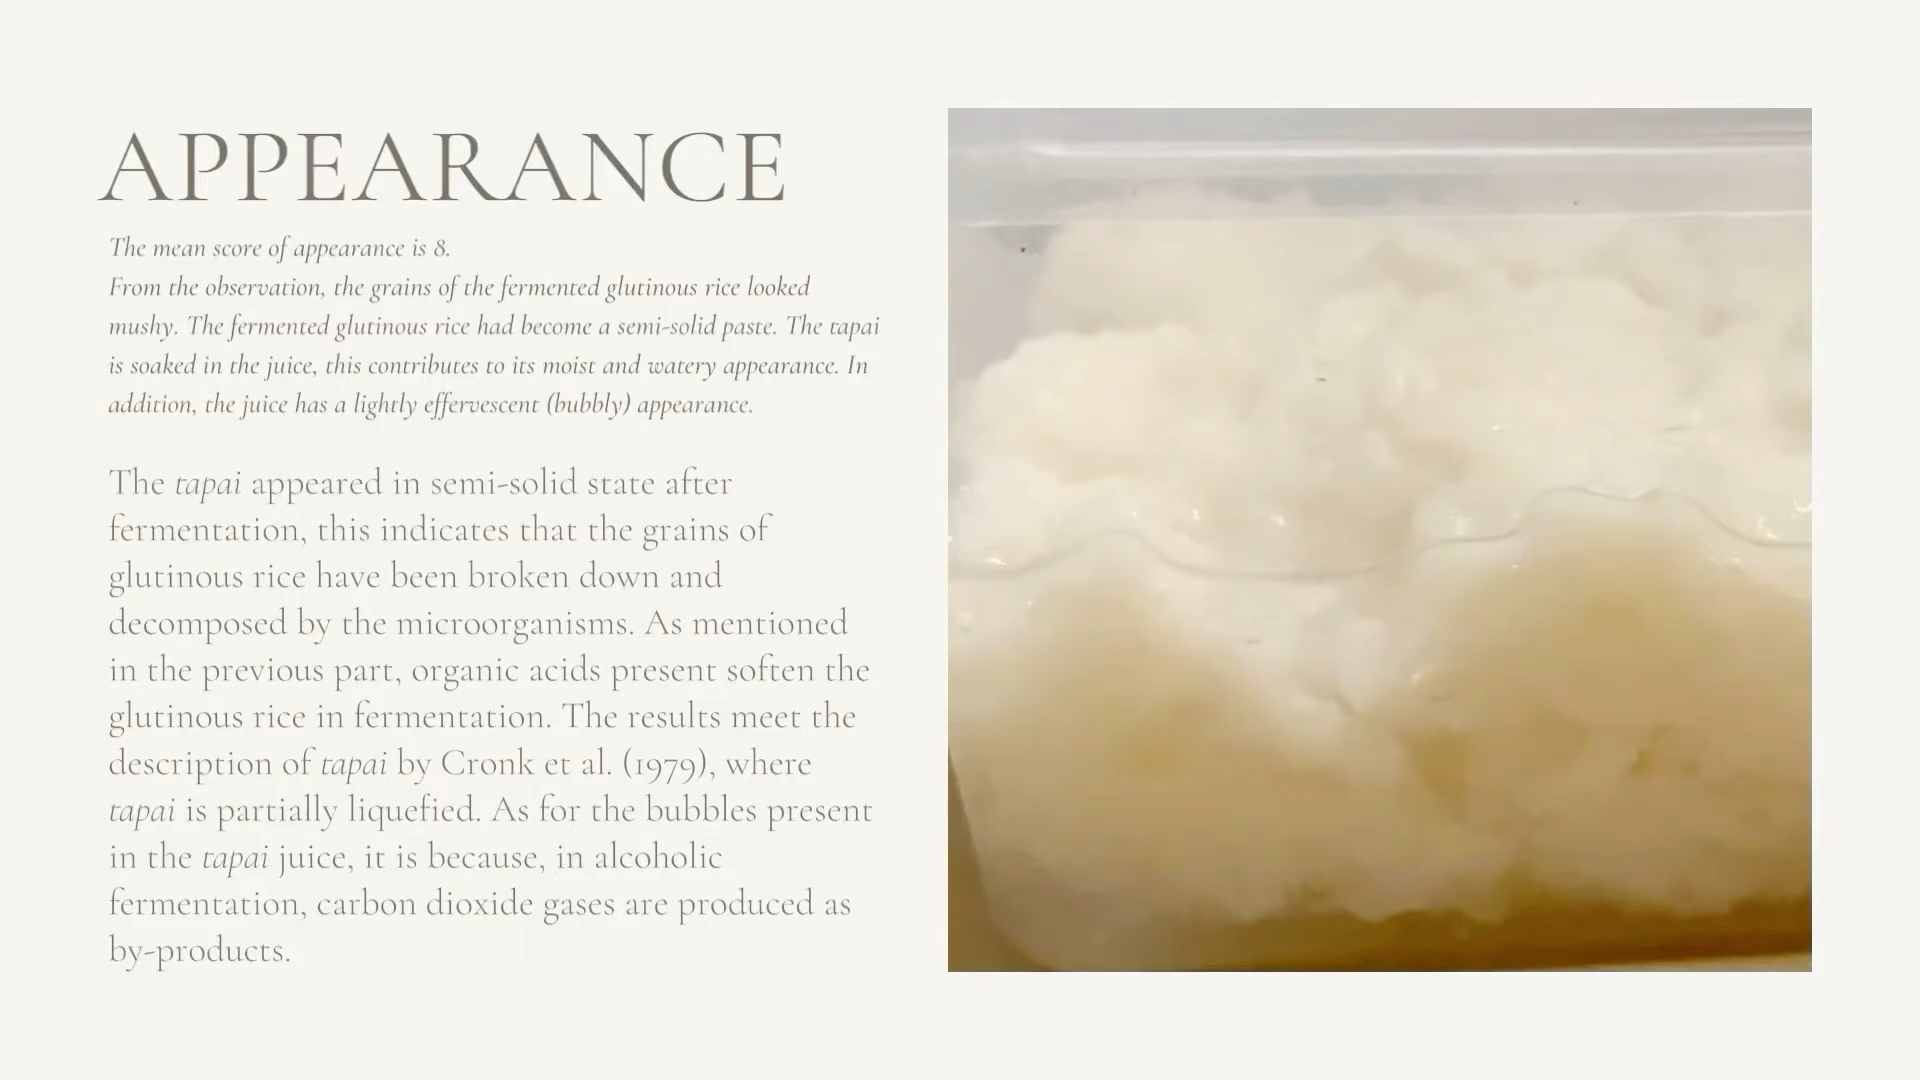 APPEARANCE
The mean score of appearance is 8.
From the observation, the grains of the fermented glutinous rice looked
mushy. The fermented glutinous rice had become a semi-solid paste. The tapai
is soaked in the juice, this contributes to its moist and watery appearance. In
addition, the juice has a lightly effervescent (bubbly) appearance.
The tapai appeared in semi-solid state after
fermentation, this indicates that the grains of
glutinous rice have been broken down and
decomposed by the microorganisms. As mentioned
in the previous part, organic acids present soften the
glutinous rice in fermentation. The results meet the
description of tapai by Cronk et al. (1979), where
tapai is partially liquefied. As for the bubbles present
in the tapai juice, it is because, in alcoholic
fermentation, carbon dioxide gases are produced as
by-products.